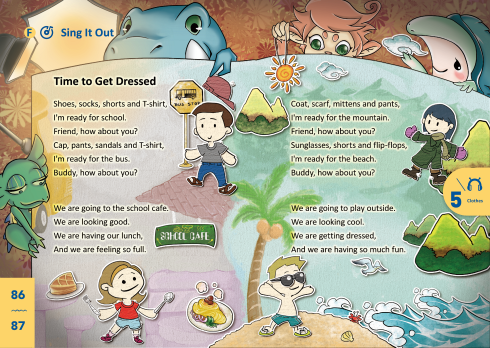 F Sing It Out
Time to Get Dressed
Shoes, socks, shorts and T-shirt,
I'm ready for school.
Friend, how about you?
Cap, pants, sandals and T-shirt,
I'm ready for the bus.
Buddy, how about you?
We are going to the school cafe.
We are looking good.
We are having our lunch,
And we are feeling so full.
BUS STOP
SCHOOL CAFE
Coat, scarf, mittens and pants,
I'm ready for the mountain.
Friend, how about you?
Sunglasses, shorts and flip-flops,
I'm ready for the beach.
Buddy, how about you?
We are going to play outside.
We are looking cool.
We are getting dressed,
And we are having so much fun.
5
Clothes
86
87